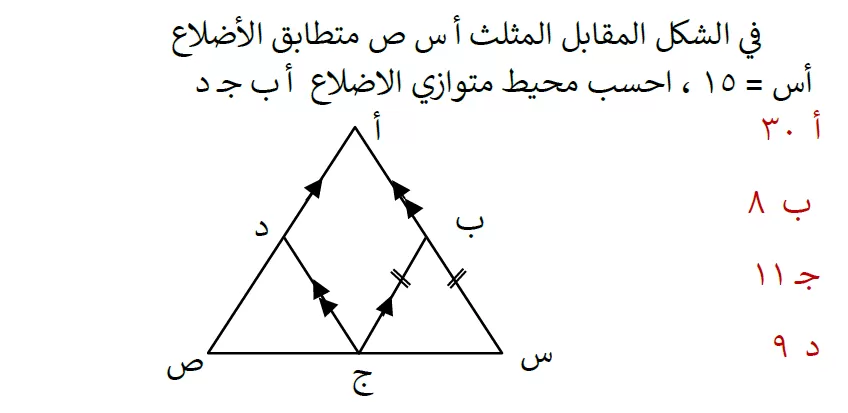 في الشكل المقابل المثلث أ س ص متطابق الأضلاع
أس = ١٥ ، احسب محيط متوازي الاضلاع أ ب جـ د
أ ٣٠
ب ٨
جـ ١١
د ٩
أ
ب
د
س
ج
ص